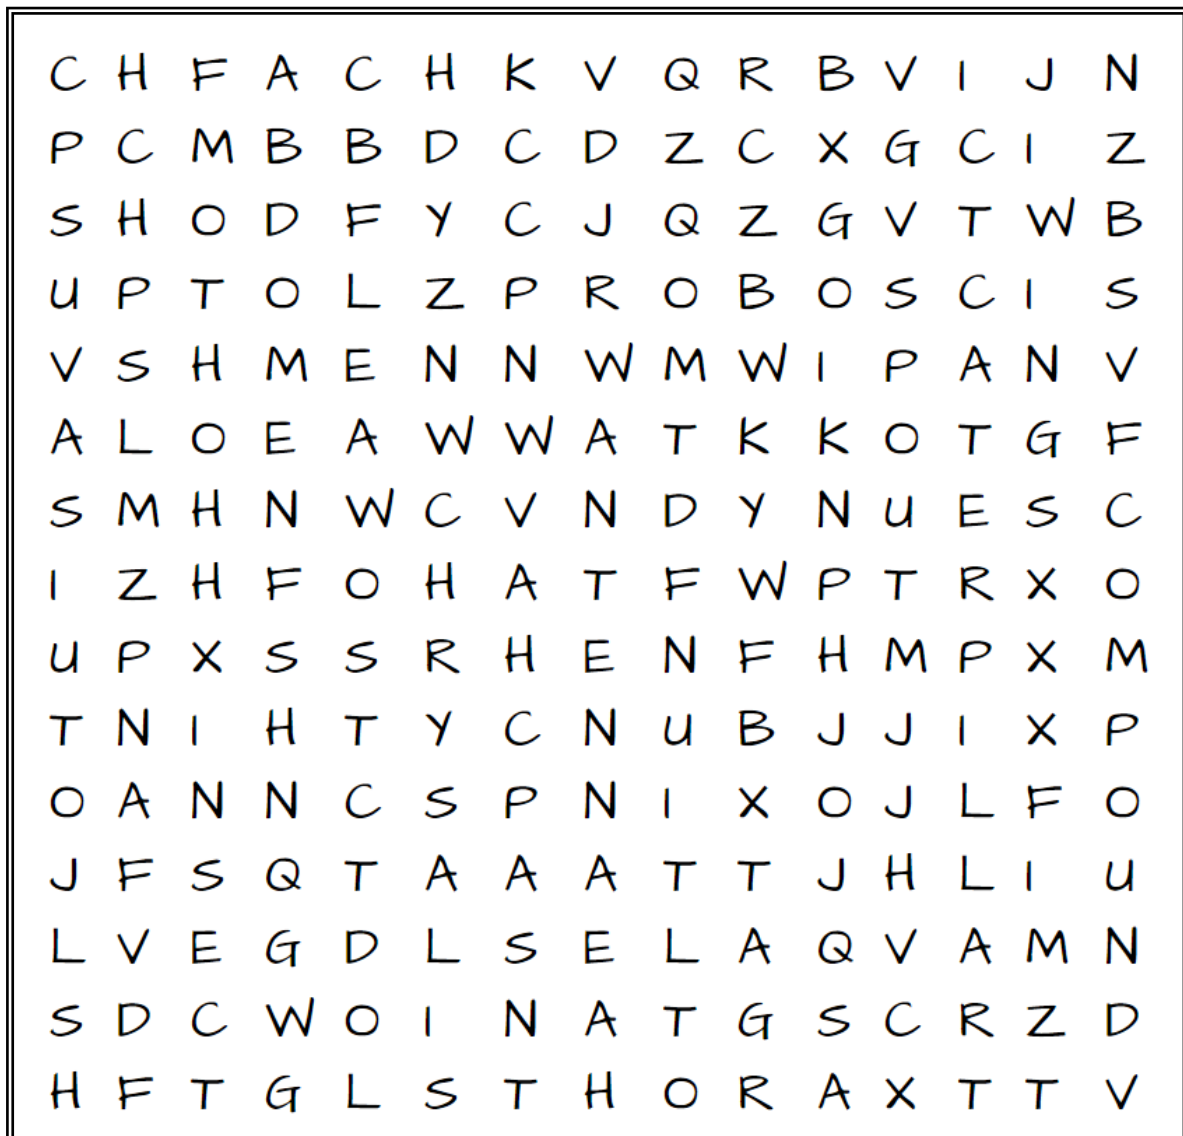 C H F A C H K V Q R B V I J N
P C M B B D C D Z C X G C I Z
S H O D F Y C J Q Z G V T W B
U P T O L Z P R O B O S C I S
V S H M E N N W M W I P A N V
A L O E A W W A T K K O T G F
S M H N W C V N D Y N U E S C
I Z H F O H A T F W P T R X O
U P X S S R H E N F H M P X M
T N I H T Y C N U B J J I X P
O A N N C S P N I X O J L F O
J F S Q T A A A T T J H L I U
L V E G D L S E L A Q V A M N
S D C W O I N A T G S C R Z D
H F T G L S T H O R A X T T V